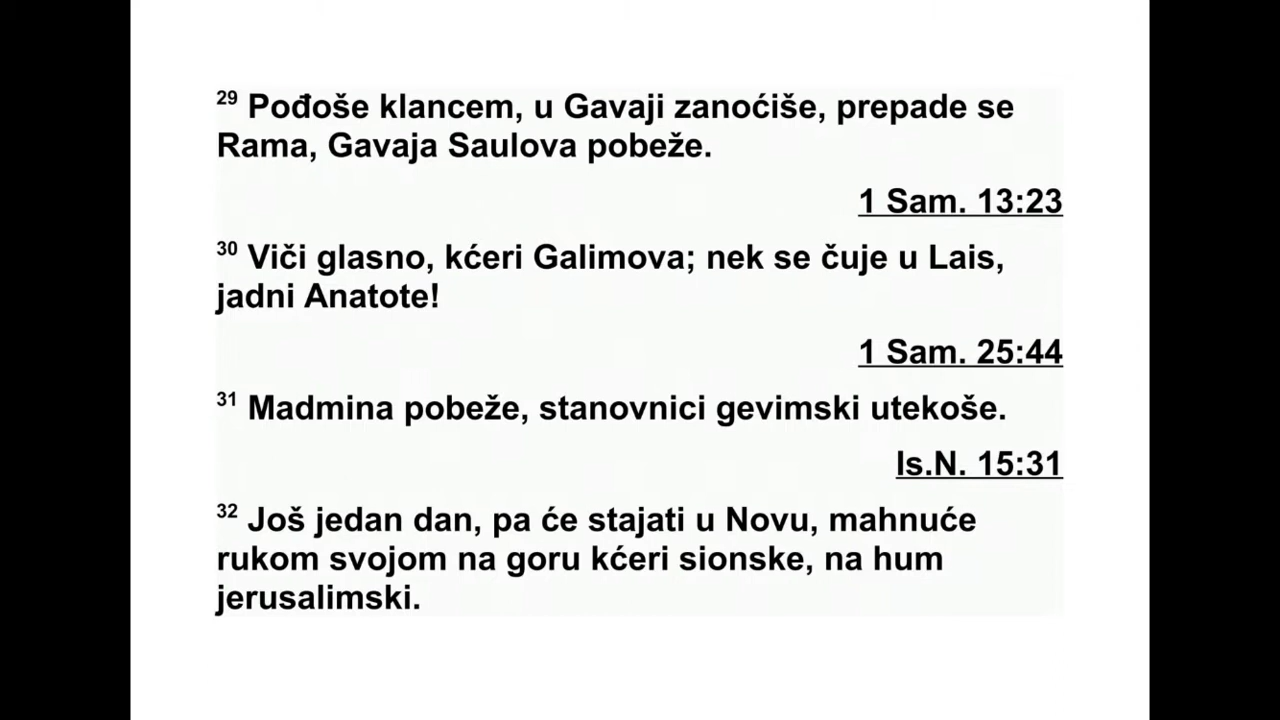 29 Pođoše klancem, u Gavaji zanoćiše, prepade se
Rama, Gavaja Saulova pobeže.
1 Sam. 13:23
30 Viči glasno, kćeri Galimova; nek se čuje u Lais,
jadni Anatote!
1 Sam. 25:44
31 Madmina pobeže, stanovnici gevimski utekoše.
Is.N. 15:31
32 Još jedan dan, pa će stajati u Novu, mahnuće
rukom svojom na goru kćeri sionske, na hum
jerusalimski.